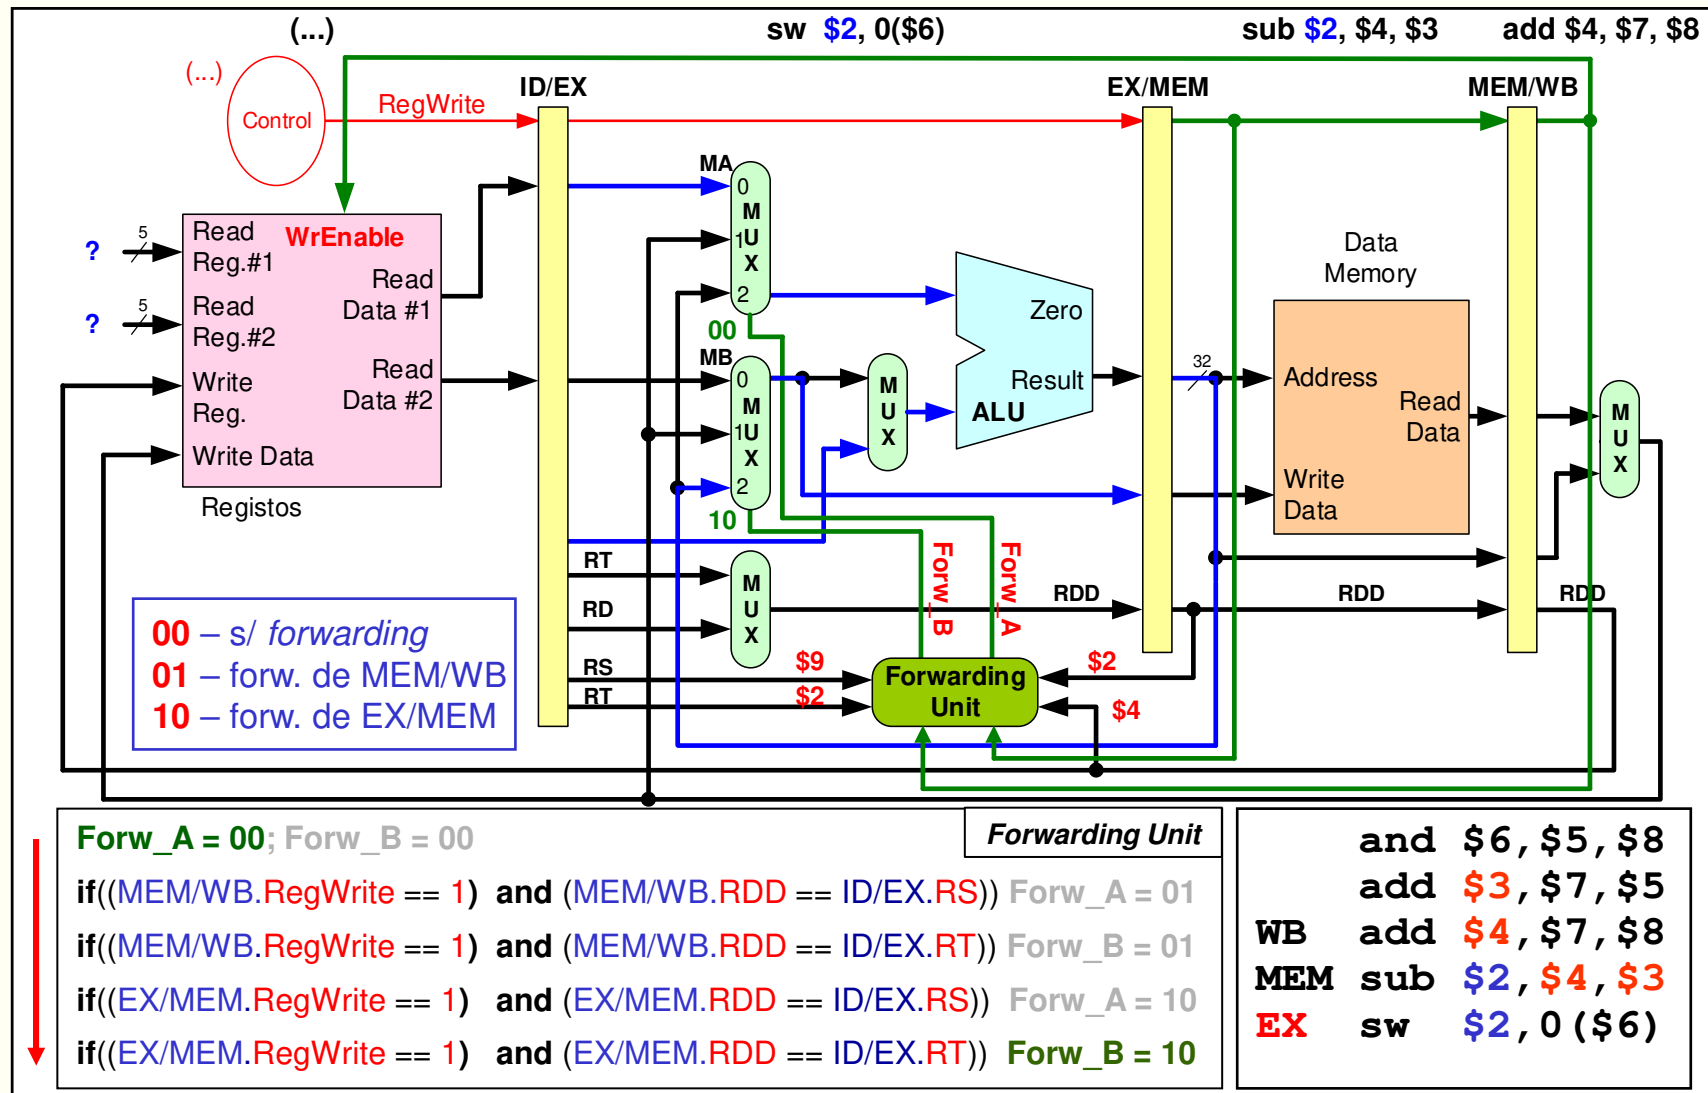 (...)
sw $2, 0($6)
sub $2, $4, $3
add $4, $7, $8
(...)
Control
RegWrite
ID/EX
EX/MEM
MEM/WB
MA
0
M
1U
X
2
00
? 5
Read
Reg.#1
WrEnable
Read
Data #1
? 5
Read
Reg.#2
Write
Reg.
Read
Data #2
Write Data
Registos
MB
0
M
1U
X
2
10
M
U
X
Zero
Result
ALU
32
Data
Memory
Address
Read
Data
Write
Data
M
U
X
RT
RD
M
U
X
RDD
RDD
RDD
Forw_B
Forw_A
RS
$9
RT
$2
Forwarding
Unit
$2
$4
00 – s/ forwarding
01 – forw. de MEM/WB
10 – forw. de EX/MEM
Forwarding Unit
Forw_A = 00; Forw_B = 00
if((MEM/WB.RegWrite == 1) and (MEM/WB.RDD == ID/EX.RS)) Forw_A = 01
if((MEM/WB.RegWrite == 1) and (MEM/WB.RDD == ID/EX.RT)) Forw_B = 01
if((EX/MEM.RegWrite == 1) and (EX/MEM.RDD == ID/EX.RS)) Forw_A = 10
if((EX/MEM.RegWrite == 1) and (EX/MEM.RDD == ID/EX.RT)) Forw_B = 10
and $6,$5,$8
add $3,$7,$5
WB add $4,$7,$8
MEM sub $2,$4,$3
EX sw $2,0($6)